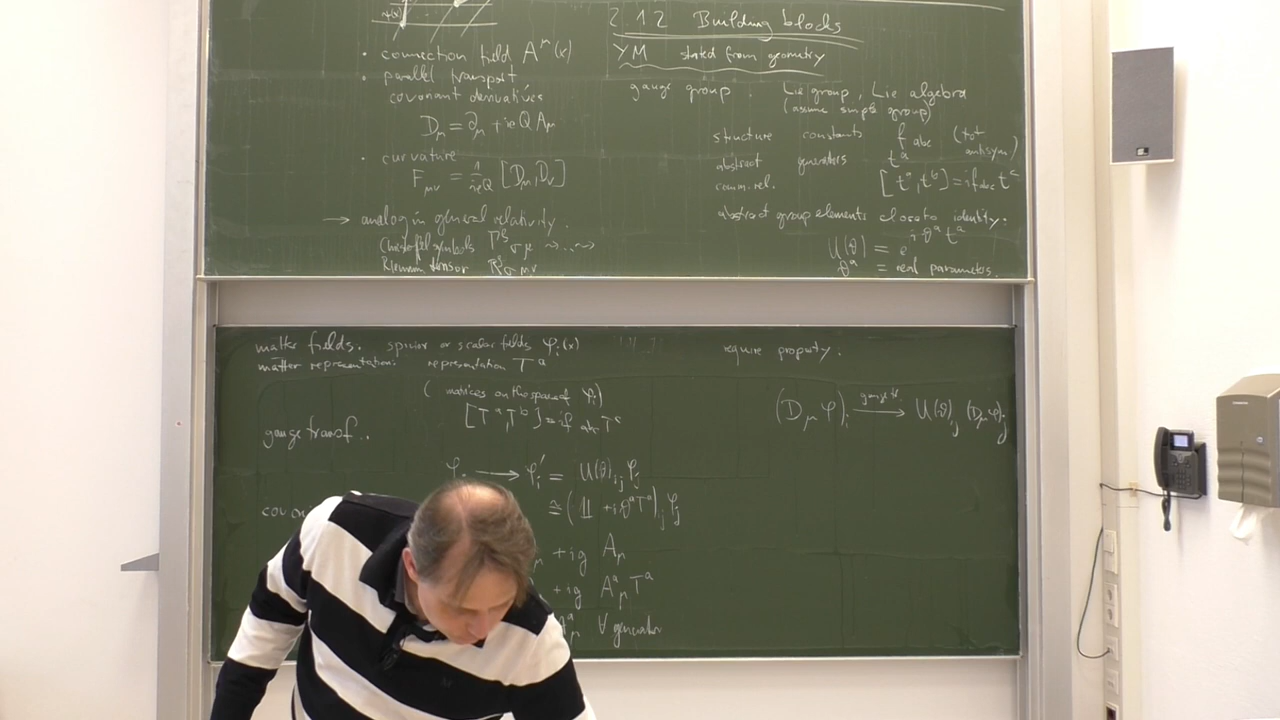 • connection field A^μ(x)
• parallel transport
covariant derivatives
D_μ = ∂_μ + ieQ A_μ
• curvature
F_μν = 1/ieQ [D_μ, D_ν]
→ analog in general relativity.
Christoffel symbols Γ^ρ_σμ
Riemann tensor R^ρ_σμν
2.1.2 Building blocks
YM stated from geometry
gauge group. Lie group, Lie algebra
(assume simple group)
structure constants f_abc (tot antisym.)
abstract generators t^a
comm. rel. [t^a, t^b] = i f_abc t^c
abstract group elements close to identity.
U(θ) = e^{iθ^a t^a}
θ^a = real parameters.
matter fields. spinor or scalar fields φ_i(x)
matter representation: representation T^a
( matrices on the space of φ_i)
[T^a, T^b] = if_abc T^c
gauge transf..
φ_i → φ_i' = U(θ)_ij φ_j
≅ (𝟙 + iθ^a T^a)_ij φ_j
+ ig A_μ
+ ig A^a_μ T^a
∀ generator
require property.
(D_μ φ)_i → U(θ)_ij (D_μ φ)_j